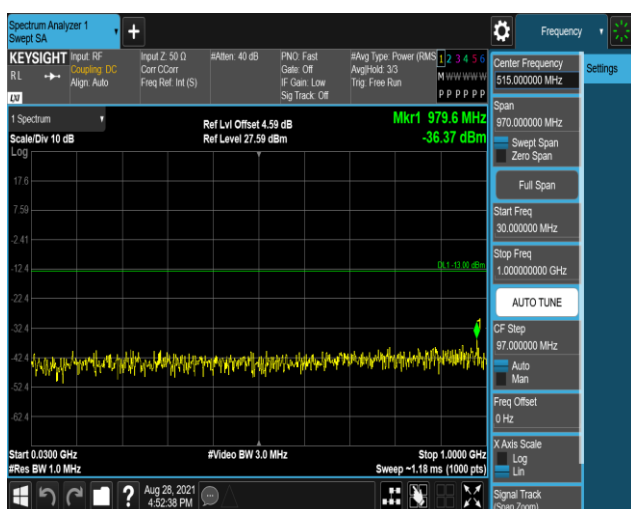 Spectrum Analyzer 1
Swept SA
Frequency
KEYSIGHT
RL
LXI
Input: RF
Coupling: DC
Align: Auto
Input Z: 50 Ω
Corr CCorr
Freq Ref: Int (S)
#Atten: 40 dB
PNO: Fast
Gate: Off
IF Gain: Low
Sig Track: Off
#Avg Type: Power (RMS
Avg|Hold: 3/3
Trig: Free Run
1 2 3 4 5 6
M W W W W W
P P P P P P
1 Spectrum
Scale/Div 10 dB
Log
Ref Lvl Offset 4.59 dB
Ref Level 27.59 dBm
Mkr1 979.6 MHz
-36.37 dBm
17.6
7.59
-2.41
-12.4
-22.4
-32.4
-42.4
-52.4
-62.4
DL1 -13.00 dBm
1
Start 0.0300 GHz
#Res BW 1.0 MHz
#Video BW 3.0 MHz
Stop 1.0000 GHz
Sweep ~1.18 ms (1000 pts)
?
Aug 28, 2021
4:52:38 PM
Center Frequency
515.000000 MHz
Settings
Span
970.000000 MHz
Swept Span
Zero Span
Full Span
Start Freq
30.000000 MHz
Stop Freq
1.000000000 GHz
AUTO TUNE
CF Step
97.000000 MHz
Auto
Man
Freq Offset
0 Hz
X Axis Scale
Log
Lin
Signal Track
(Span Zoom)